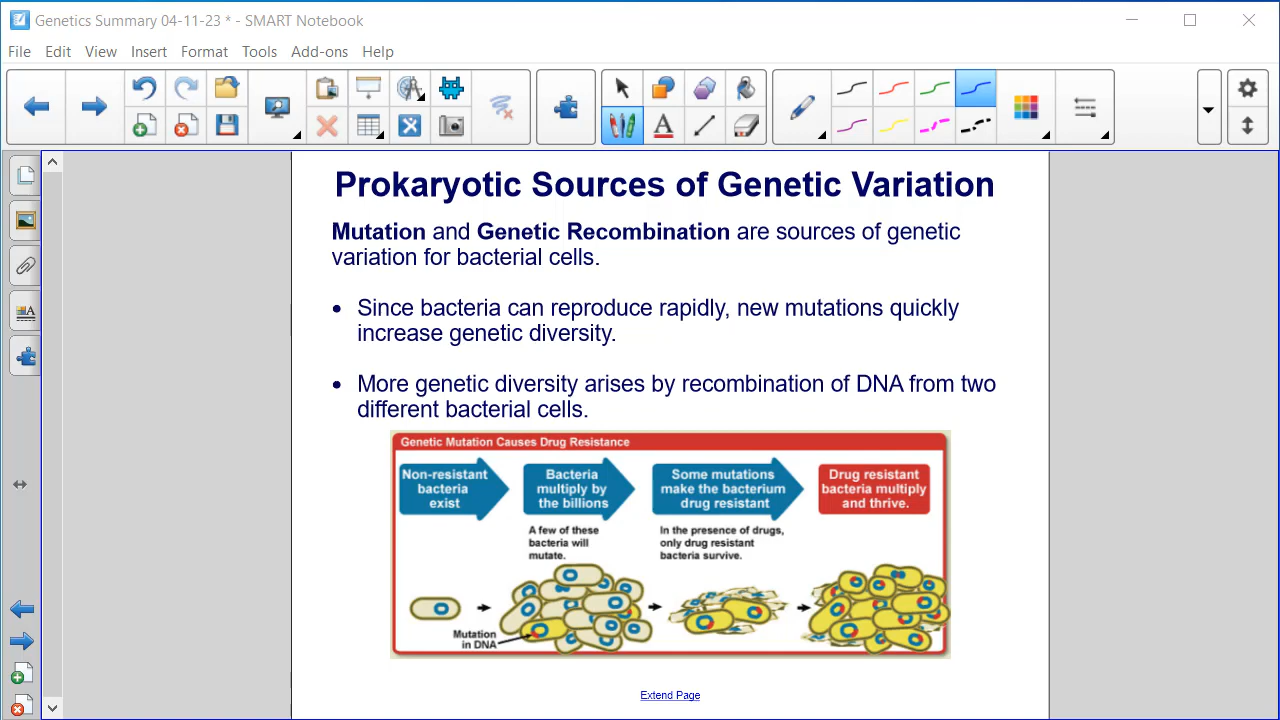 Genetics Summary 04-11-23 * - SMART Notebook
File Edit View Insert Format Tools Add-ons Help
Prokaryotic Sources of Genetic Variation
Mutation and Genetic Recombination are sources of genetic
variation for bacterial cells.
• Since bacteria can reproduce rapidly, new mutations quickly
increase genetic diversity.
• More genetic diversity arises by recombination of DNA from two
different bacterial cells.
Genetic Mutation Causes Drug Resistance
Non-resistant
bacteria
exist
Bacteria
multiply by
the billions
Some mutations
make the bacterium
drug resistant
Drug resistant
bacteria multiply
and thrive.
A few of these
bacteria will
mutate.
In the presence of drugs,
only drug resistant
bacteria survive.
Mutation
in DNA
Extend Page